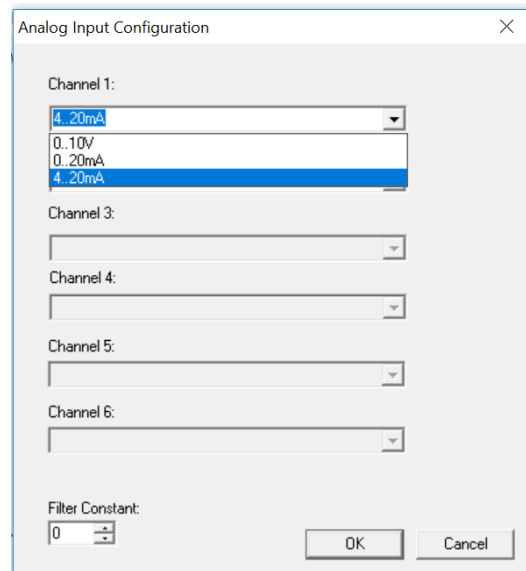 Analog Input Configuration
Channel 1:
4..20mA
0..10V
0..20mA
4..20mA
Channel 3:
Channel 4:
Channel 5:
Channel 6:
Filter Constant:
0
OK
Cancel